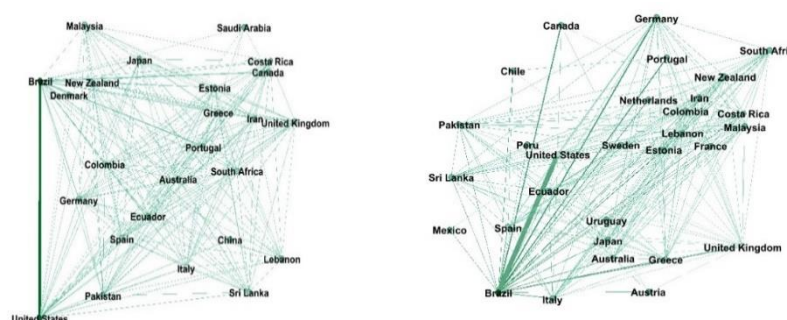 Malaysia
Saudi Arabia
Japan
Costa Rica
Canada
Brazil
New Zealand
Estonia
Denmark
Greece
Iran
United Kingdom
Portugal
Colombia
South Africa
Australia
Germany
Ecuador
Spain
China
Italy
Lebanon
Pakistan
Sri Lanka
United States
Germany
Canada
South Afri
Portugal
Chile
New Zealand
Netherlands
Iran
Colombia
Costa Rica
Pakistan
Malaysia
Lebanon
Peru
Sweden
France
Estonia
United States
Sri Lanka
Ecuador
Uruguay
Mexico
Spain
Japan
United Kingdom
Australia
Greece
Brazil
Italy
Austria